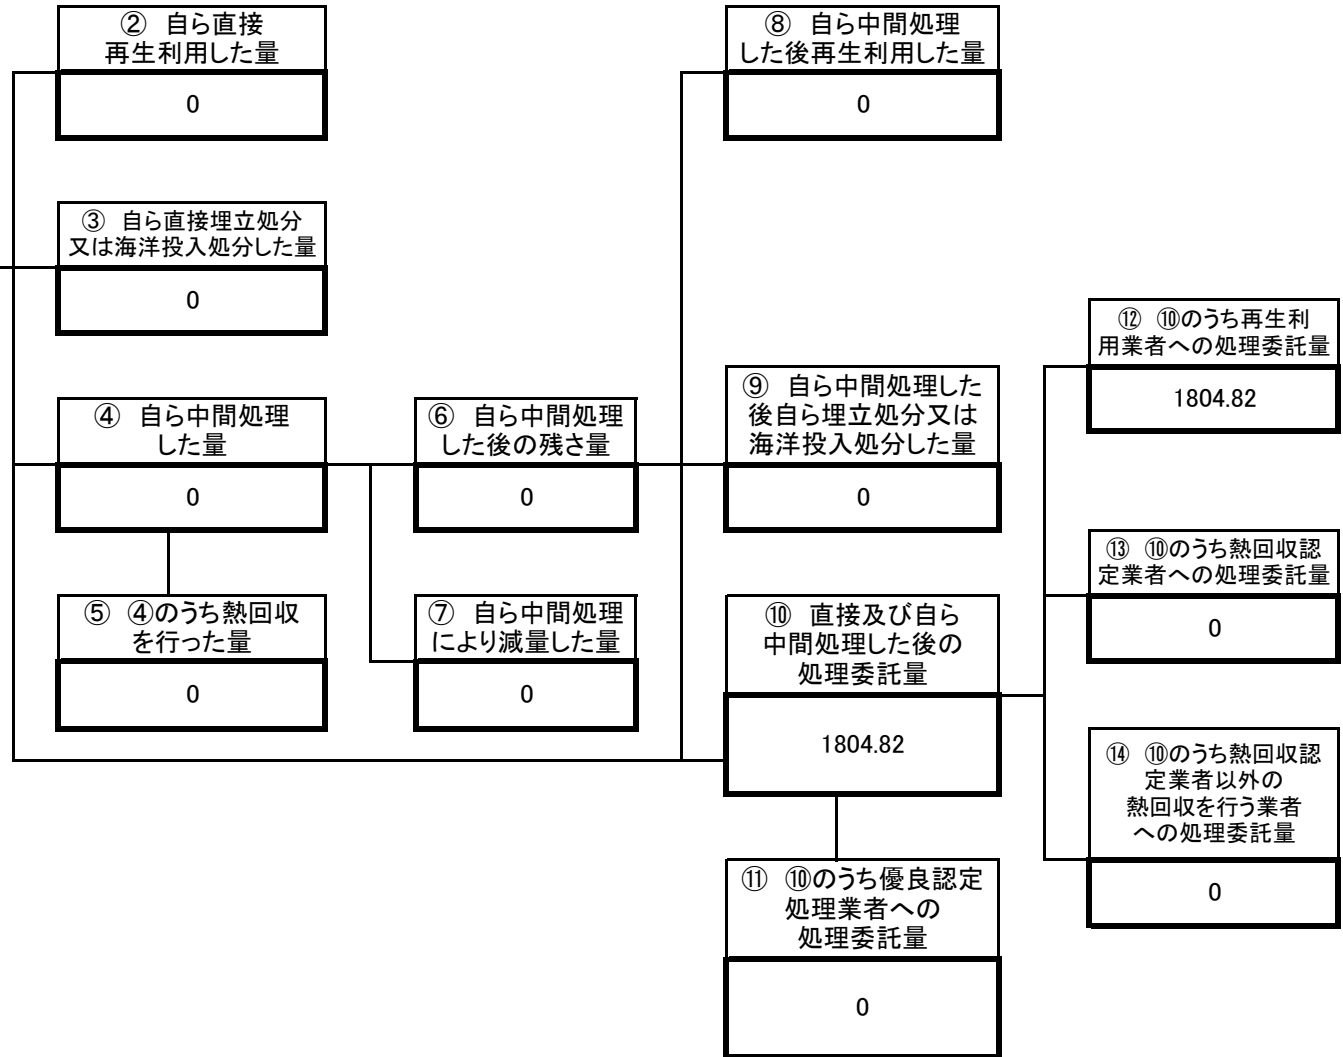 ② 自ら直接
再生利用した量
0
③ 自ら直接埋立処分
又は海洋投入処分した量
0
④ 自ら中間処理
した量
0
⑤ ④のうち熱回収
を行った量
0
⑥ 自ら中間処理
した後の残さ量
0
⑦ 自ら中間処理
により減量した量
0
⑧ 自ら中間処理
した後再生利用した量
0
⑨ 自ら中間処理した
後自ら埋立処分又は
海洋投入処分した量
0
⑩ 直接及び自ら
中間処理した後の
処理委託量
1804.82
⑪ ⑩のうち優良認定
処理業者への
処理委託量
0
⑫ ⑩のうち再生利
用業者への処理委託量
1804.82
⑬ ⑩のうち熱回収認
定業者への処理委託量
0
⑭ ⑩のうち熱回収認
定業者以外の
熱回収を行う業者
への処理委託量
0